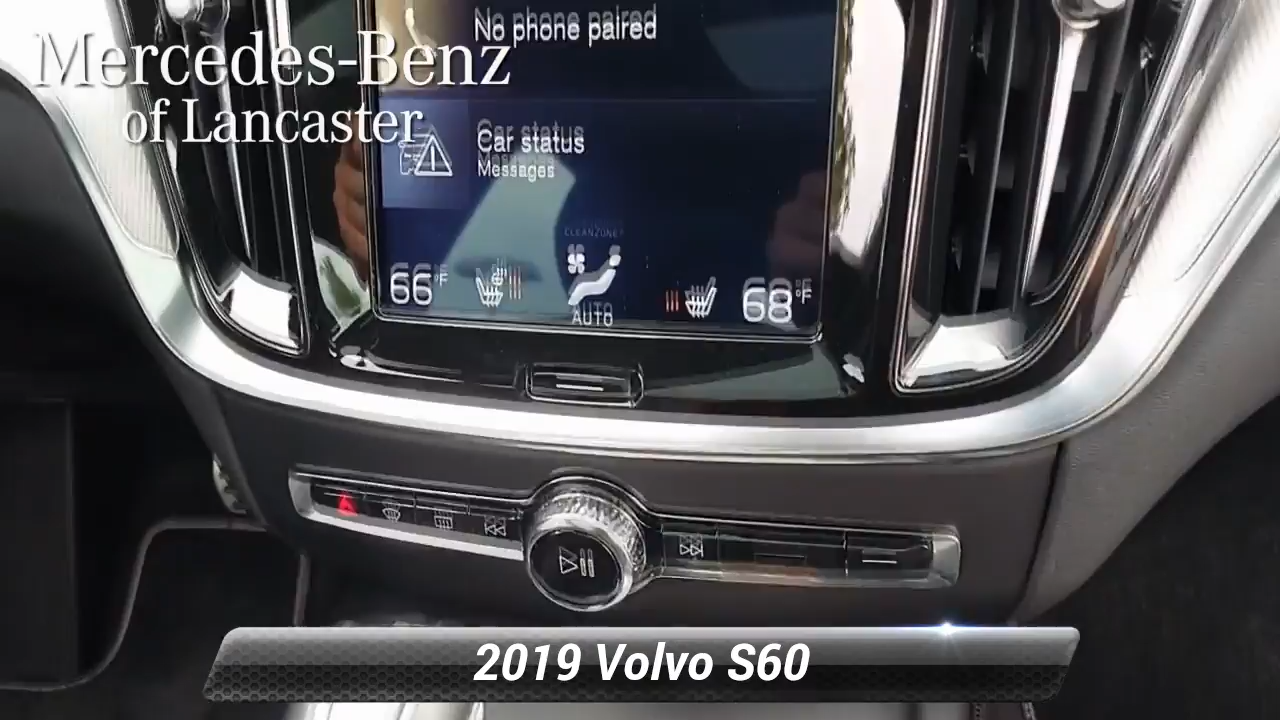 No phone paired
Mercedes-Benz
of Lancaster
Car status
Messages
CLEANZONE
66°F
68°F
AUTO
2019 Volvo S60